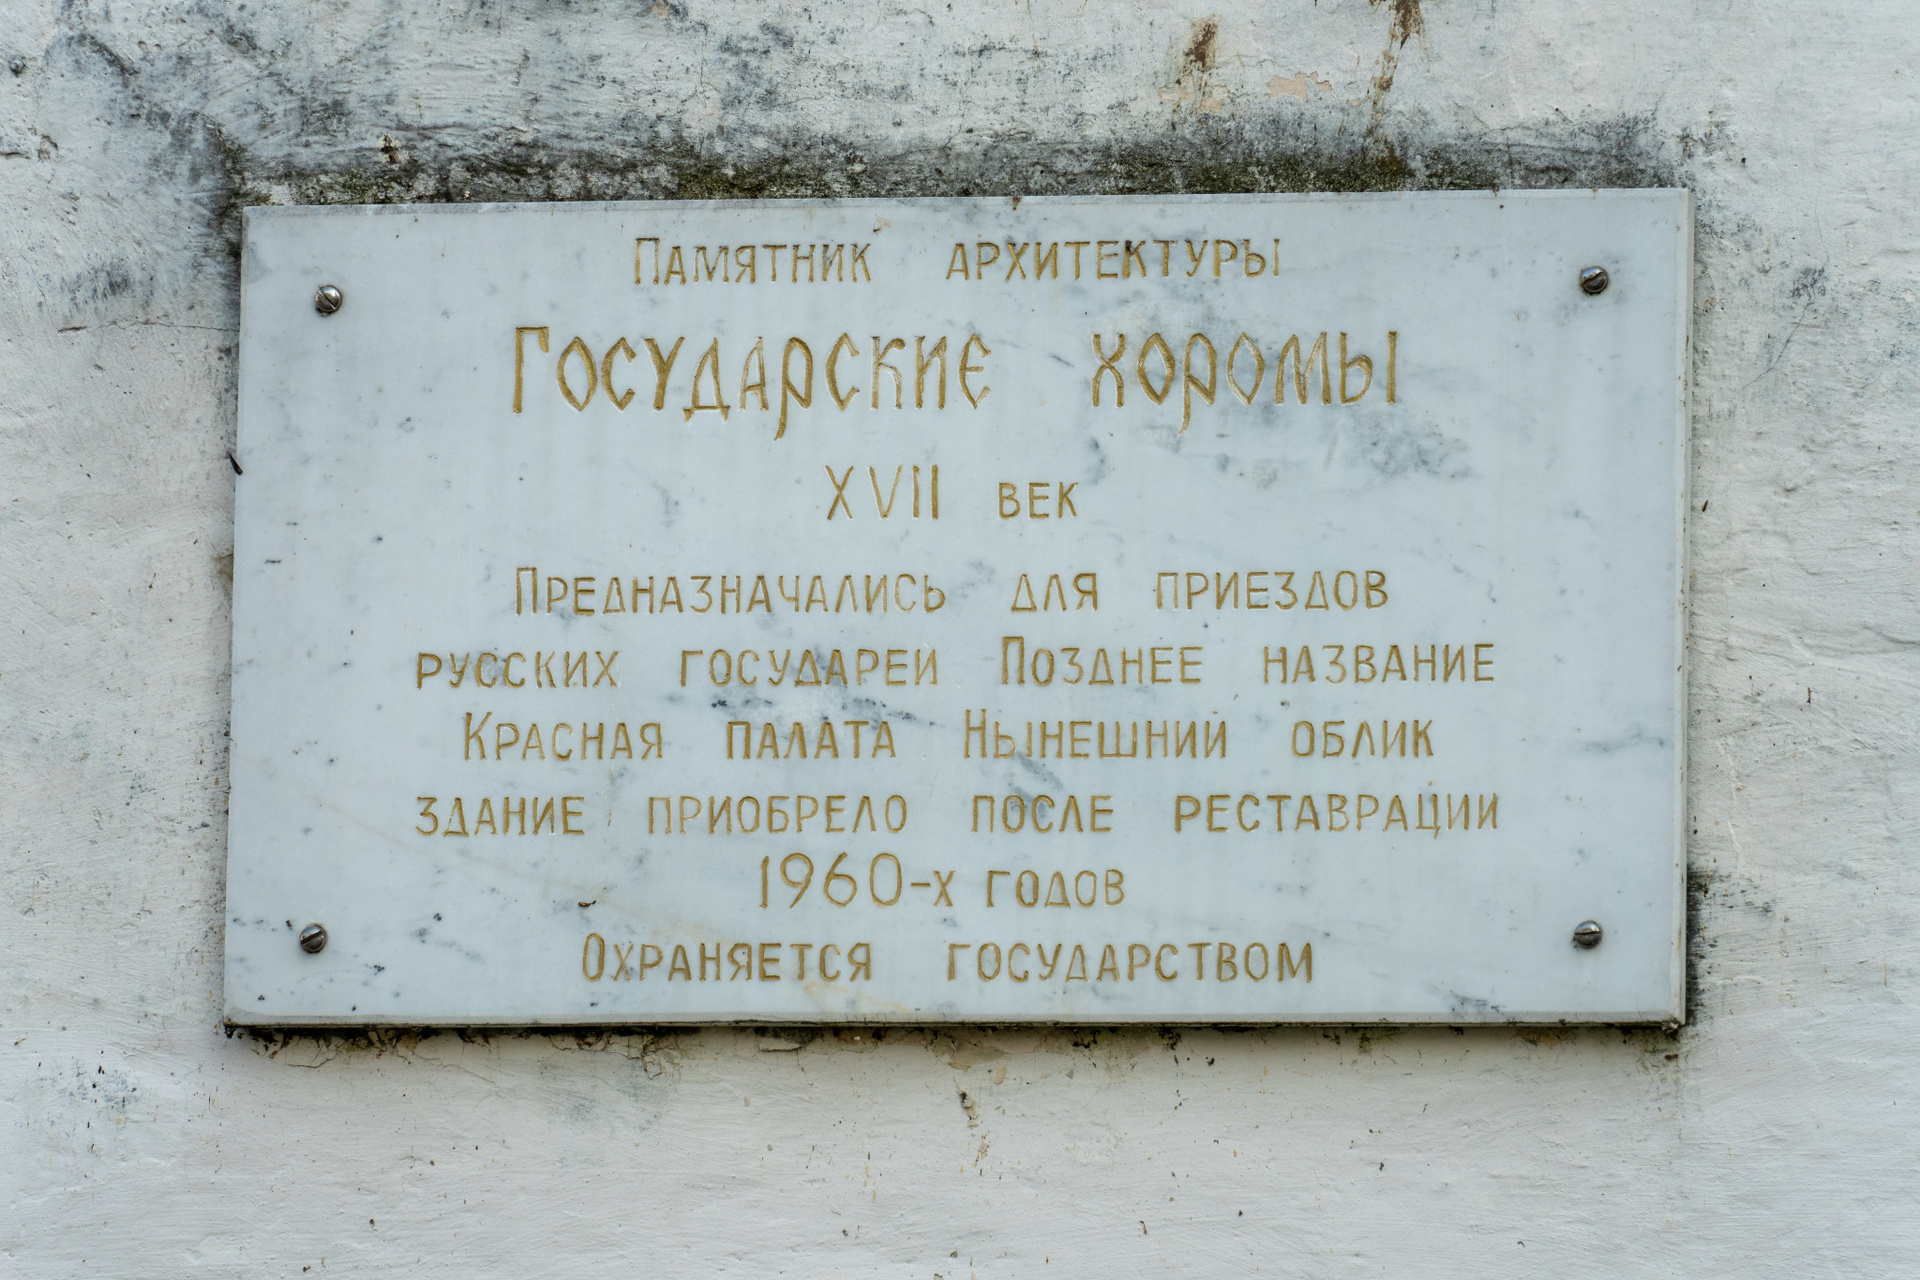 Памятник архитектуры
Государские хоромы
XVII век
Предназначались для приездов
русских государей Позднее название
Красная палата Нынешний облик
здание приобрело после реставрации
1960-х годов
Охраняется государством